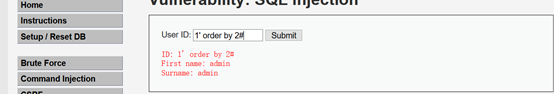 Home
Instructions
Setup / Reset DB
Brute Force
Command Injection
Vulnerability: SQL Injection
User ID: 1' order by 2# Submit
ID: 1' order by 2#
First name: admin
Surname: admin